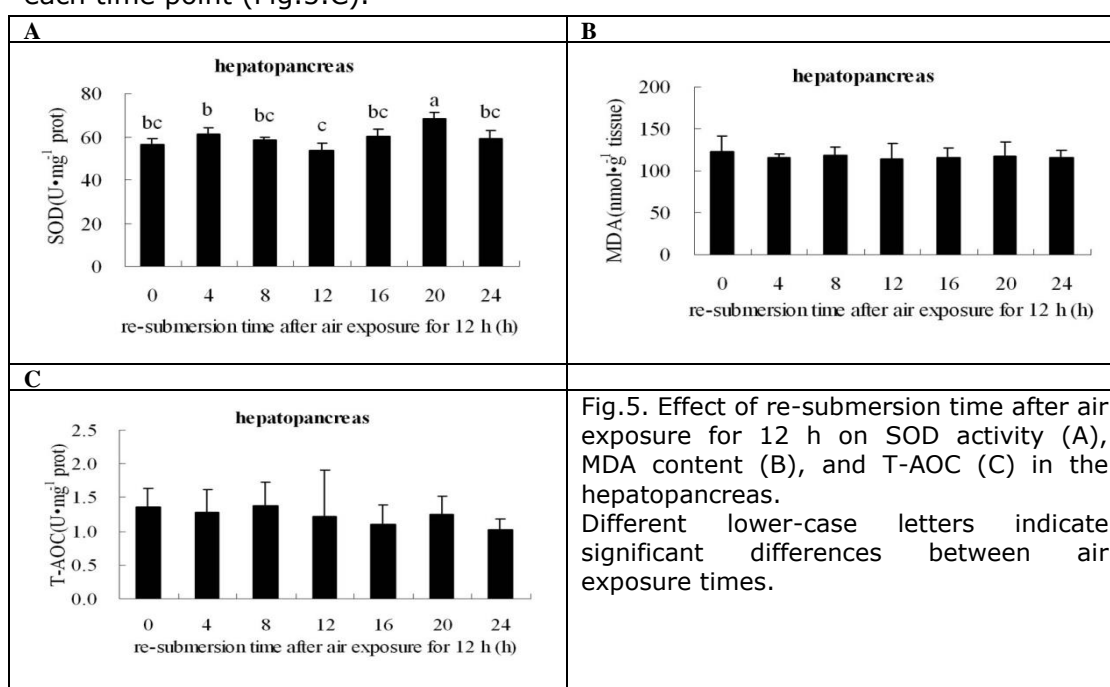 each time point (Fig.5.C).
A
hepatopancreas
80
60
40
20
0
SOD(U•mg¹ prot)
bc
b
bc
c
bc
a
bc
0 4 8 12 16 20 24
re-submersion time after air exposure for 12 h (h)
B
hepatopancreas
200
150
100
50
0
MDA(nmol•g¹ tissue)
0 4 8 12 16 20 24
re-submersion time after air exposure for 12 h (h)
C
hepatopancreas
2.5
2.0
1.5
1.0
0.5
0.0
T-AOC(U•mg¹ prot)
0 4 8 12 16 20 24
re-submersion time after air exposure for 12 h (h)
Fig.5. Effect of re-submersion time after air
exposure for 12 h on SOD activity (A),
MDA content (B), and T-AOC (C) in the
hepatopancreas.
Different lower-case letters indicate
significant differences between air
exposure times.